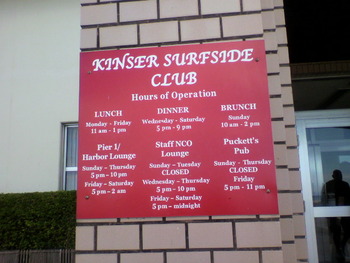 KINSER SURFSIDE
CLUB
Hours of Operation
LUNCH
Monday - Friday
11 am - 1 pm
DINNER
Wednesday - Saturday
5 pm - 9 pm
BRUNCH
Sunday
10 am - 2 pm
Pier 1/
Harbor Lounge
Sunday - Thursday
5 pm - 10 pm
Friday - Saturday
5 pm - 2 am
Staff NCO
Lounge
Sunday - Tuesday
CLOSED
Wednesday - Thursday
5 pm - 10 pm
Friday - Saturday
5 pm - midnight
Puckett's
Pub
Sunday - Thursday
CLOSED
Friday
5 pm - 11 pm